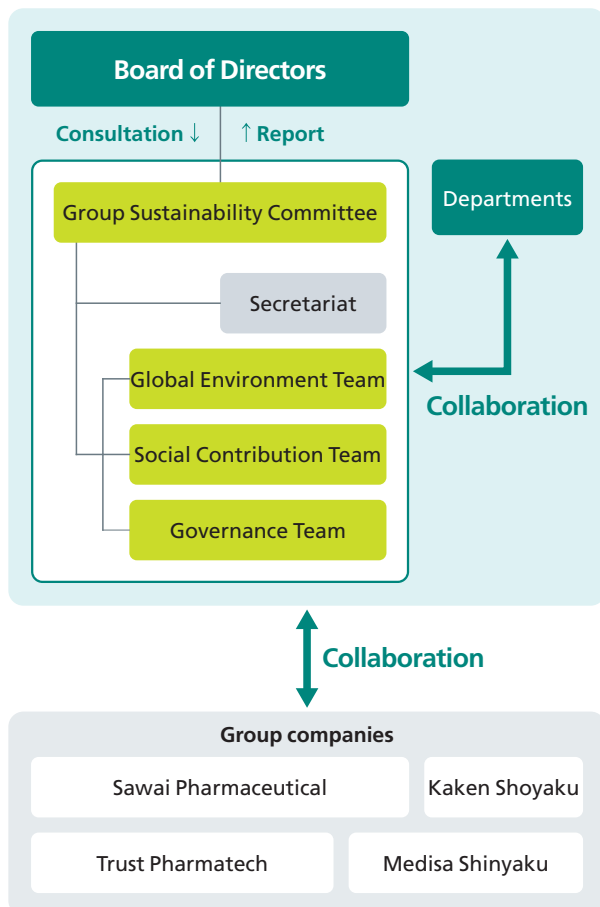 Board of Directors
Consultation ↓ ↑ Report
Group Sustainability Committee
Departments
Secretariat
Global Environment Team
Collaboration
Social Contribution Team
Governance Team
Collaboration
Group companies
Sawai Pharmaceutical
Kaken Shoyaku
Trust Pharmatech
Medisa Shinyaku